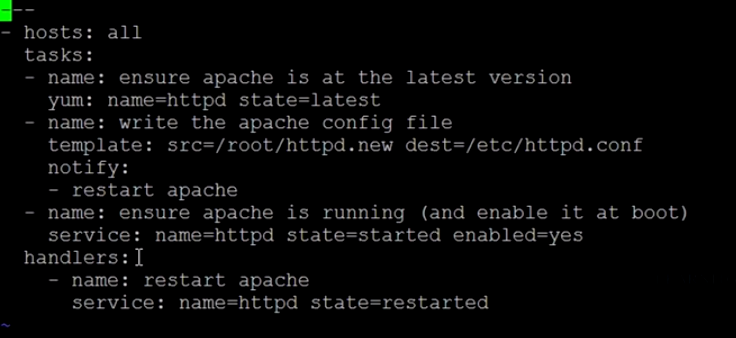 ---
- hosts: all
  tasks:
  - name: ensure apache is at the latest version
    yum: name=httpd state=latest
  - name: write the apache config file
    template: src=/root/httpd.new dest=/etc/httpd.conf
    notify:
    - restart apache
  - name: ensure apache is running (and enable it at boot)
    service: name=httpd state=started enabled=yes
  handlers:
    - name: restart apache
      service: name=httpd state=restarted
~